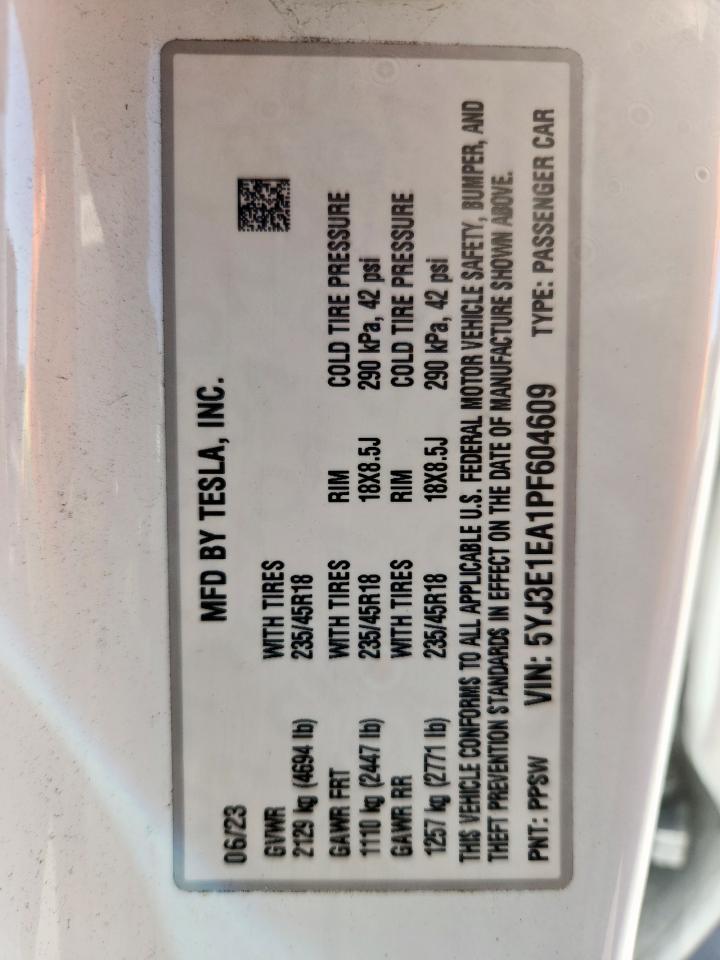 MFD BY TESLA, INC.
06/23
GVWR WITH TIRES
2129 kg (4694 lb) 235/45R18
GAWR FRT WITH TIRES RIM COLD TIRE PRESSURE
1110 kg (2447 lb) 235/45R18 18X8.5J 290 kPa, 42 psi
GAWR RR WITH TIRES RIM COLD TIRE PRESSURE
1257 kg (2771 lb) 235/45R18 18X8.5J 290 kPa, 42 psi
THIS VEHICLE CONFORMS TO ALL APPLICABLE U.S. FEDERAL MOTOR VEHICLE SAFETY, BUMPER, AND
THEFT PREVENTION STANDARDS IN EFFECT ON THE DATE OF MANUFACTURE SHOWN ABOVE.
PNT: PPSW VIN: 5YJ3E1EA1PF604609 TYPE: PASSENGER CAR